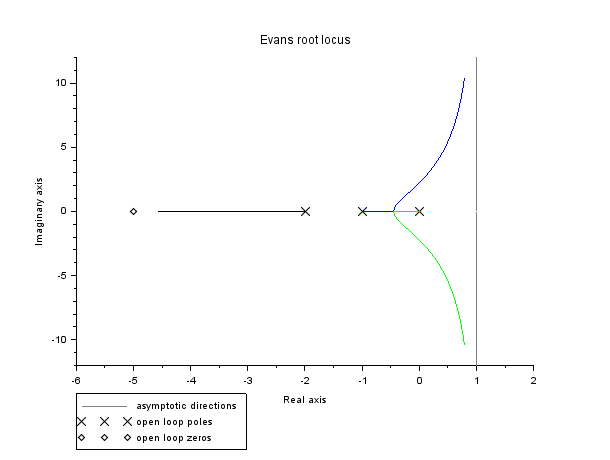 Evans root locus
10
5
0
-5
-10
Imaginary axis
-6 -5 -4 -3 -2 -1 0 1 2
Real axis
asymptotic directions
open loop poles
open loop zeros